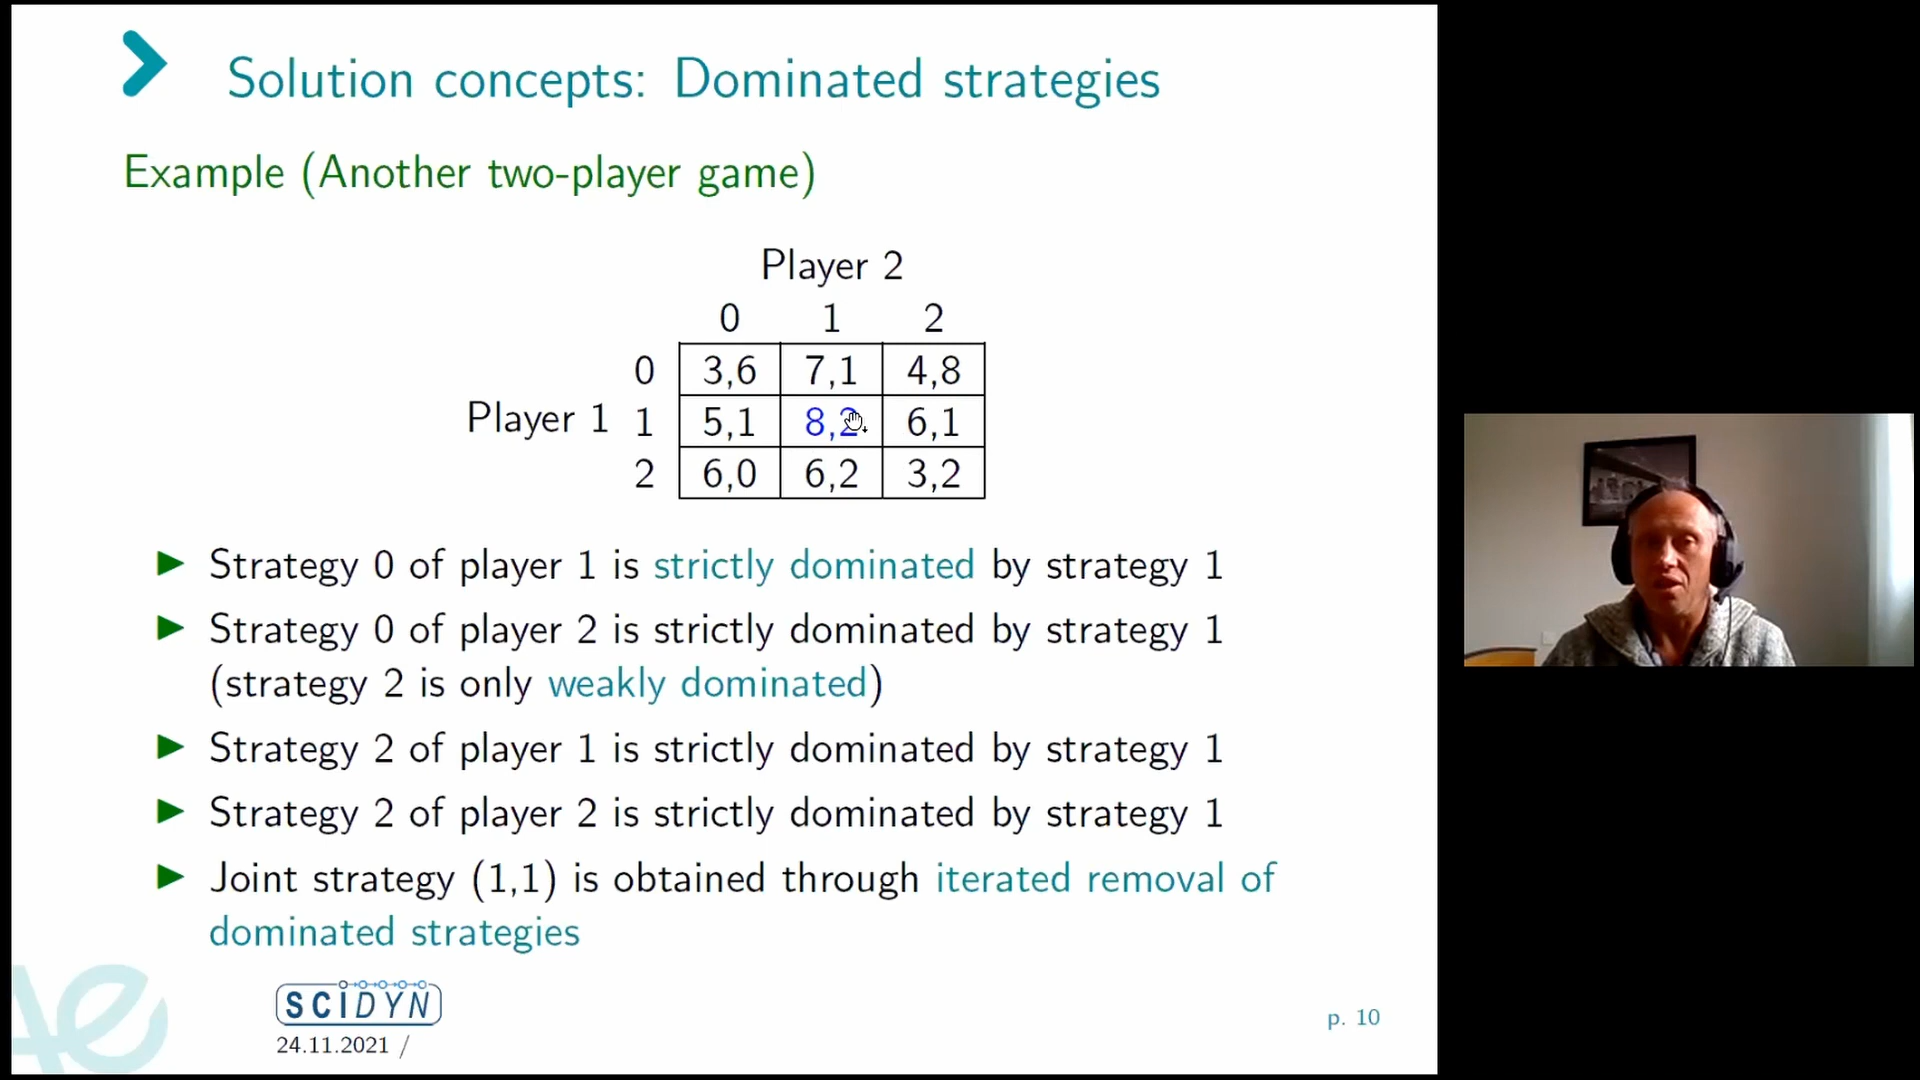 Solution concepts: Dominated strategies
Example (Another two-player game)
Player 2
0 1 2
0 3,6 7,1 4,8
Player 1 1 5,1 8,2 6,1
2 6,0 6,2 3,2
Strategy 0 of player 1 is strictly dominated by strategy 1
Strategy 0 of player 2 is strictly dominated by strategy 1
(strategy 2 is only weakly dominated)
Strategy 2 of player 1 is strictly dominated by strategy 1
Strategy 2 of player 2 is strictly dominated by strategy 1
Joint strategy (1,1) is obtained through iterated removal of
dominated strategies
SCIDYN
24.11.2021 /
p. 10